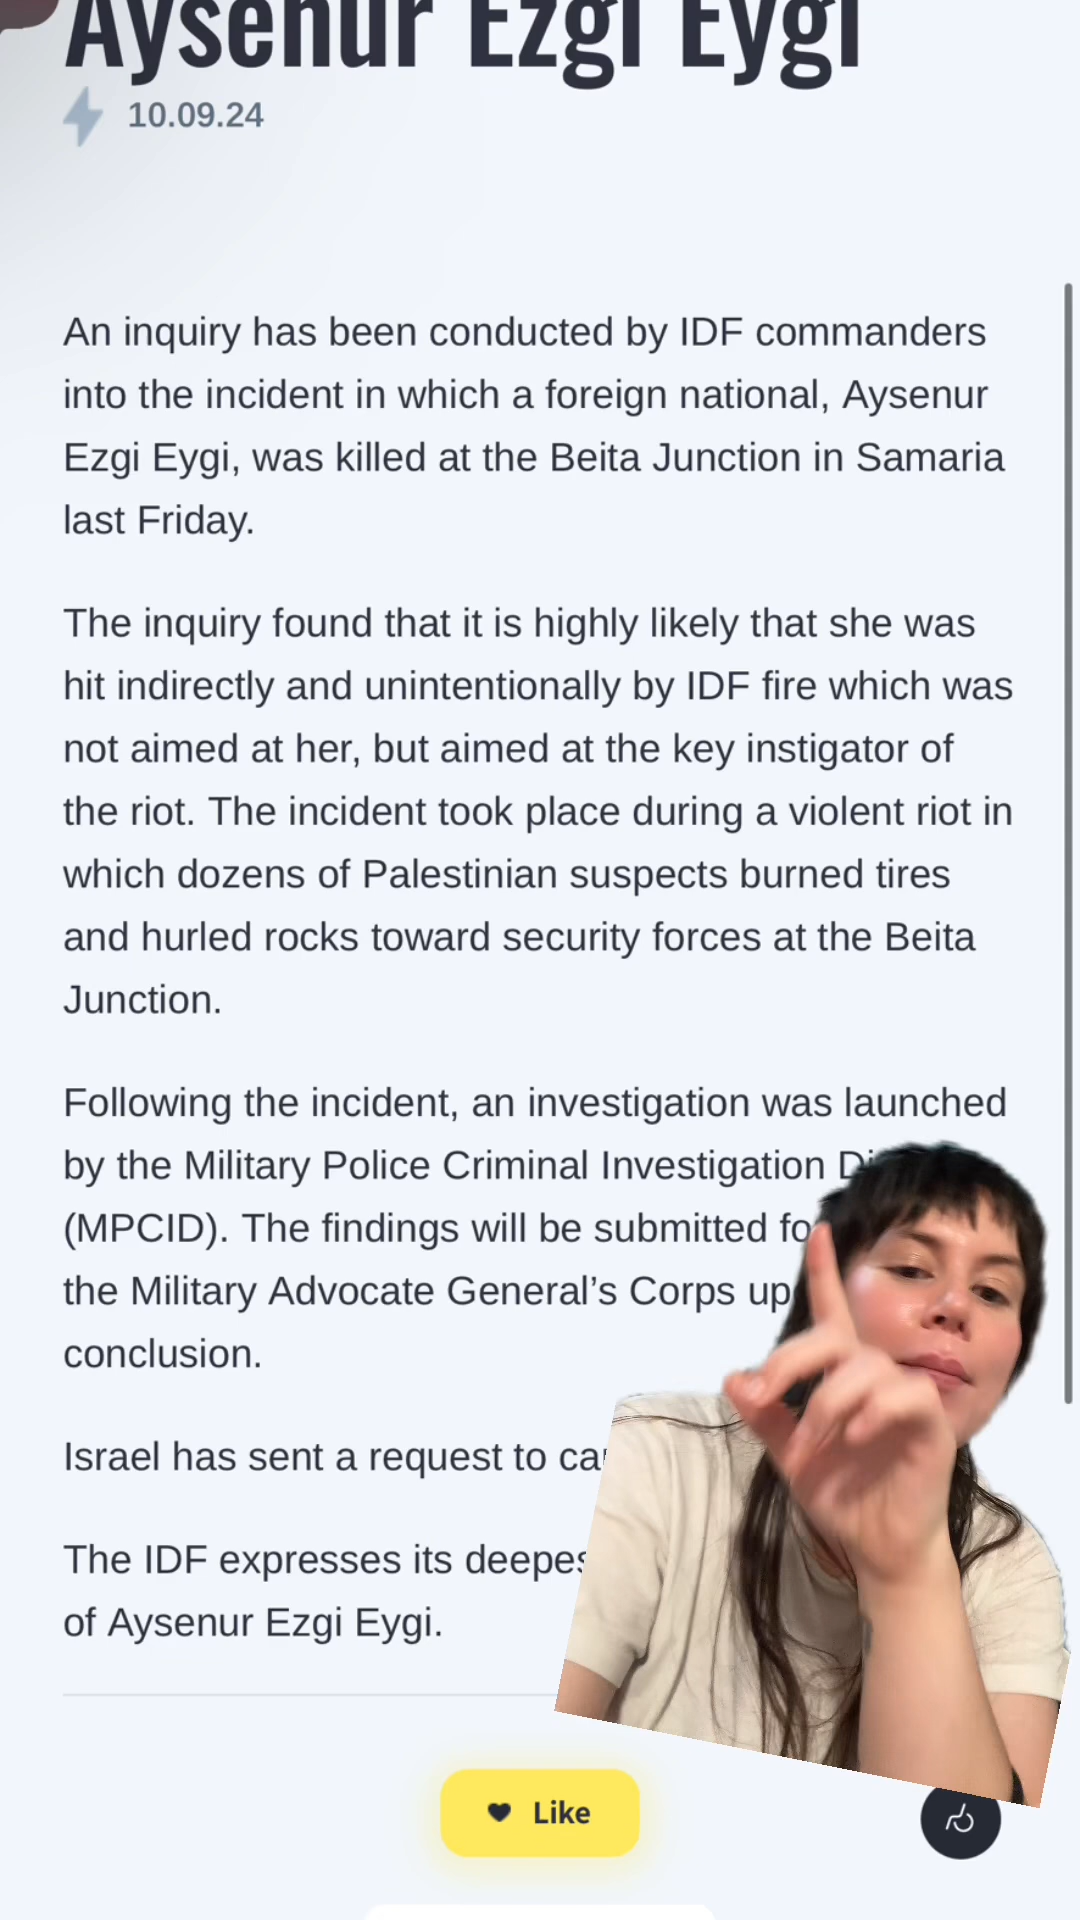 Aysenur Ezgi Eygi
10.09.24
An inquiry has been conducted by IDF commanders
into the incident in which a foreign national, Aysenur
Ezgi Eygi, was killed at the Beita Junction in Samaria
last Friday.
The inquiry found that it is highly likely that she was
hit indirectly and unintentionally by IDF fire which was
not aimed at her, but aimed at the key instigator of
the riot. The incident took place during a violent riot in
which dozens of Palestinian suspects burned tires
and hurled rocks toward security forces at the Beita
Junction.
Following the incident, an investigation was launched
by the Military Police Criminal Investigation
(MPCID). The findings will be submitted
the Military Advocate General’s Corps
conclusion.
Israel has sent a request to
The IDF expresses its
of Aysenur Ezgi Eygi.
Like